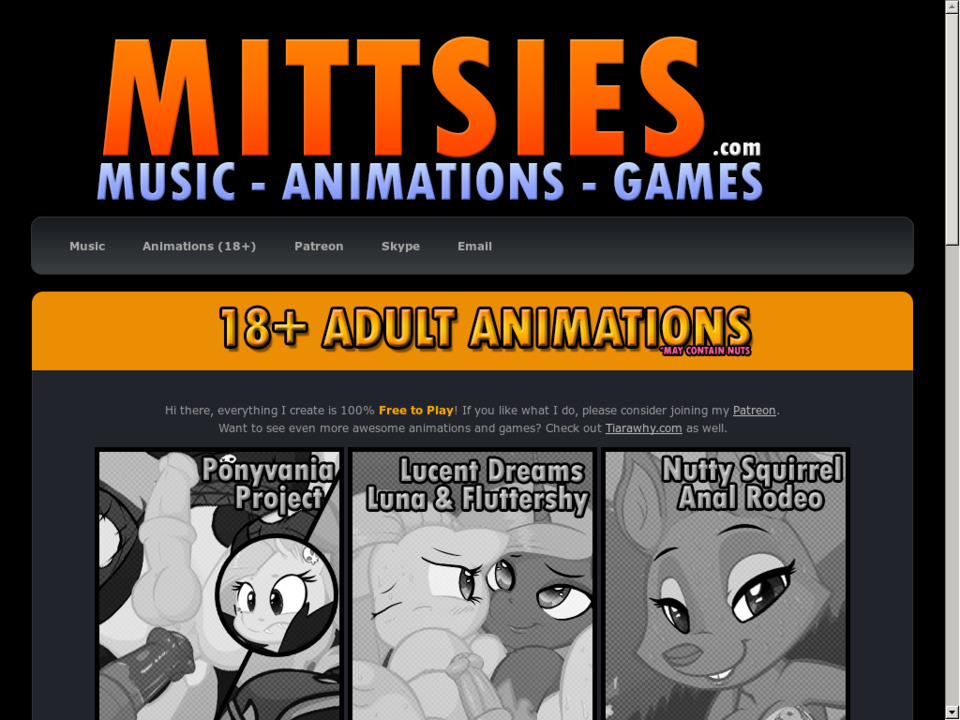 MITTSIES
.com
MUSIC - ANIMATIONS - GAMES
Music Animations (18+) Patreon Skype Email
18+ ADULT ANIMATIONS
*MAY CONTAIN NUTS
Hi there, everything I create is 100% Free to Play! If you like what I do, please consider joining my Patreon.
Want to see even more awesome animations and games? Check out Tiarawhy.com as well.
Ponyvania
Project
Lucent Dreams
Luna & Fluttershy
Nutty Squirrel
Anal Rodeo